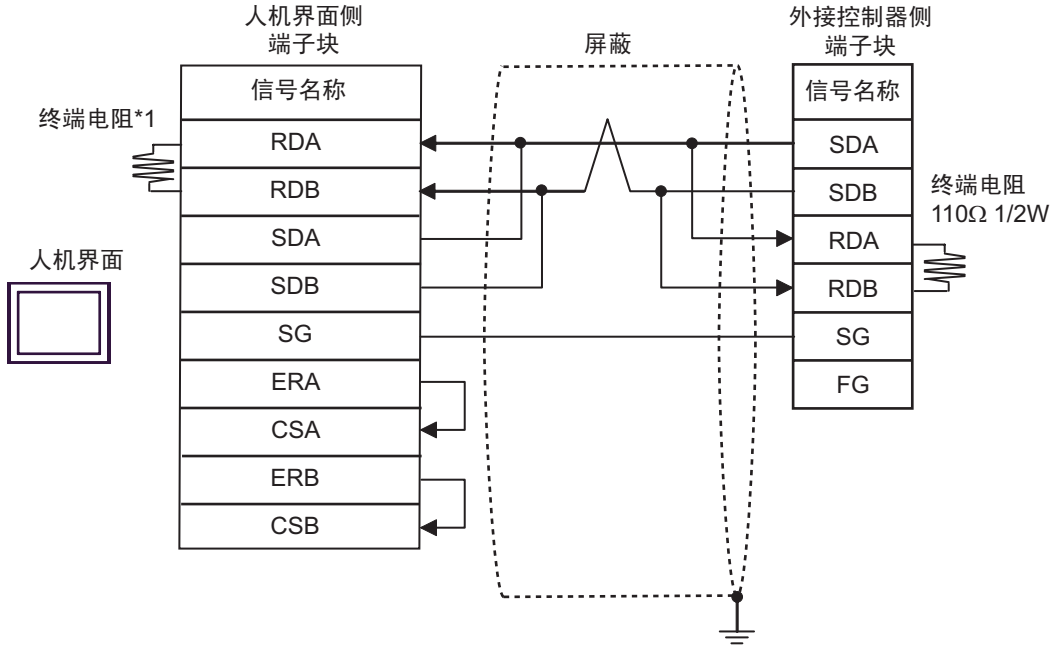 人机界面侧
端子块
屏蔽
外接控制器侧
端子块
终端电阻*1
信号名称
RDA
RDB
SDA
SDB
SG
ERA
CSA
ERB
CSB
人机界面
信号名称
SDA
SDB
RDA
RDB
SG
FG
终端电阻
110Ω 1/2W